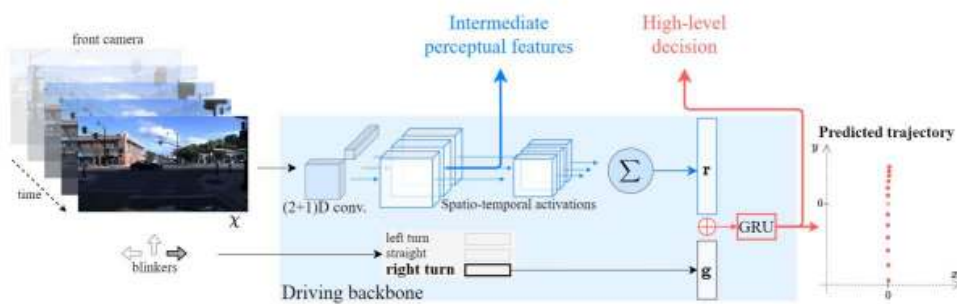 Intermediate
perceptual features
High-level
decision
front camera
Predicted trajectory
y
6
0
x
time
χ
(2+1)D conv.
Spatio-temporal activations
∑
r
⊕
GRU
g
left turn
straight
right turn
blinkers
Driving backbone